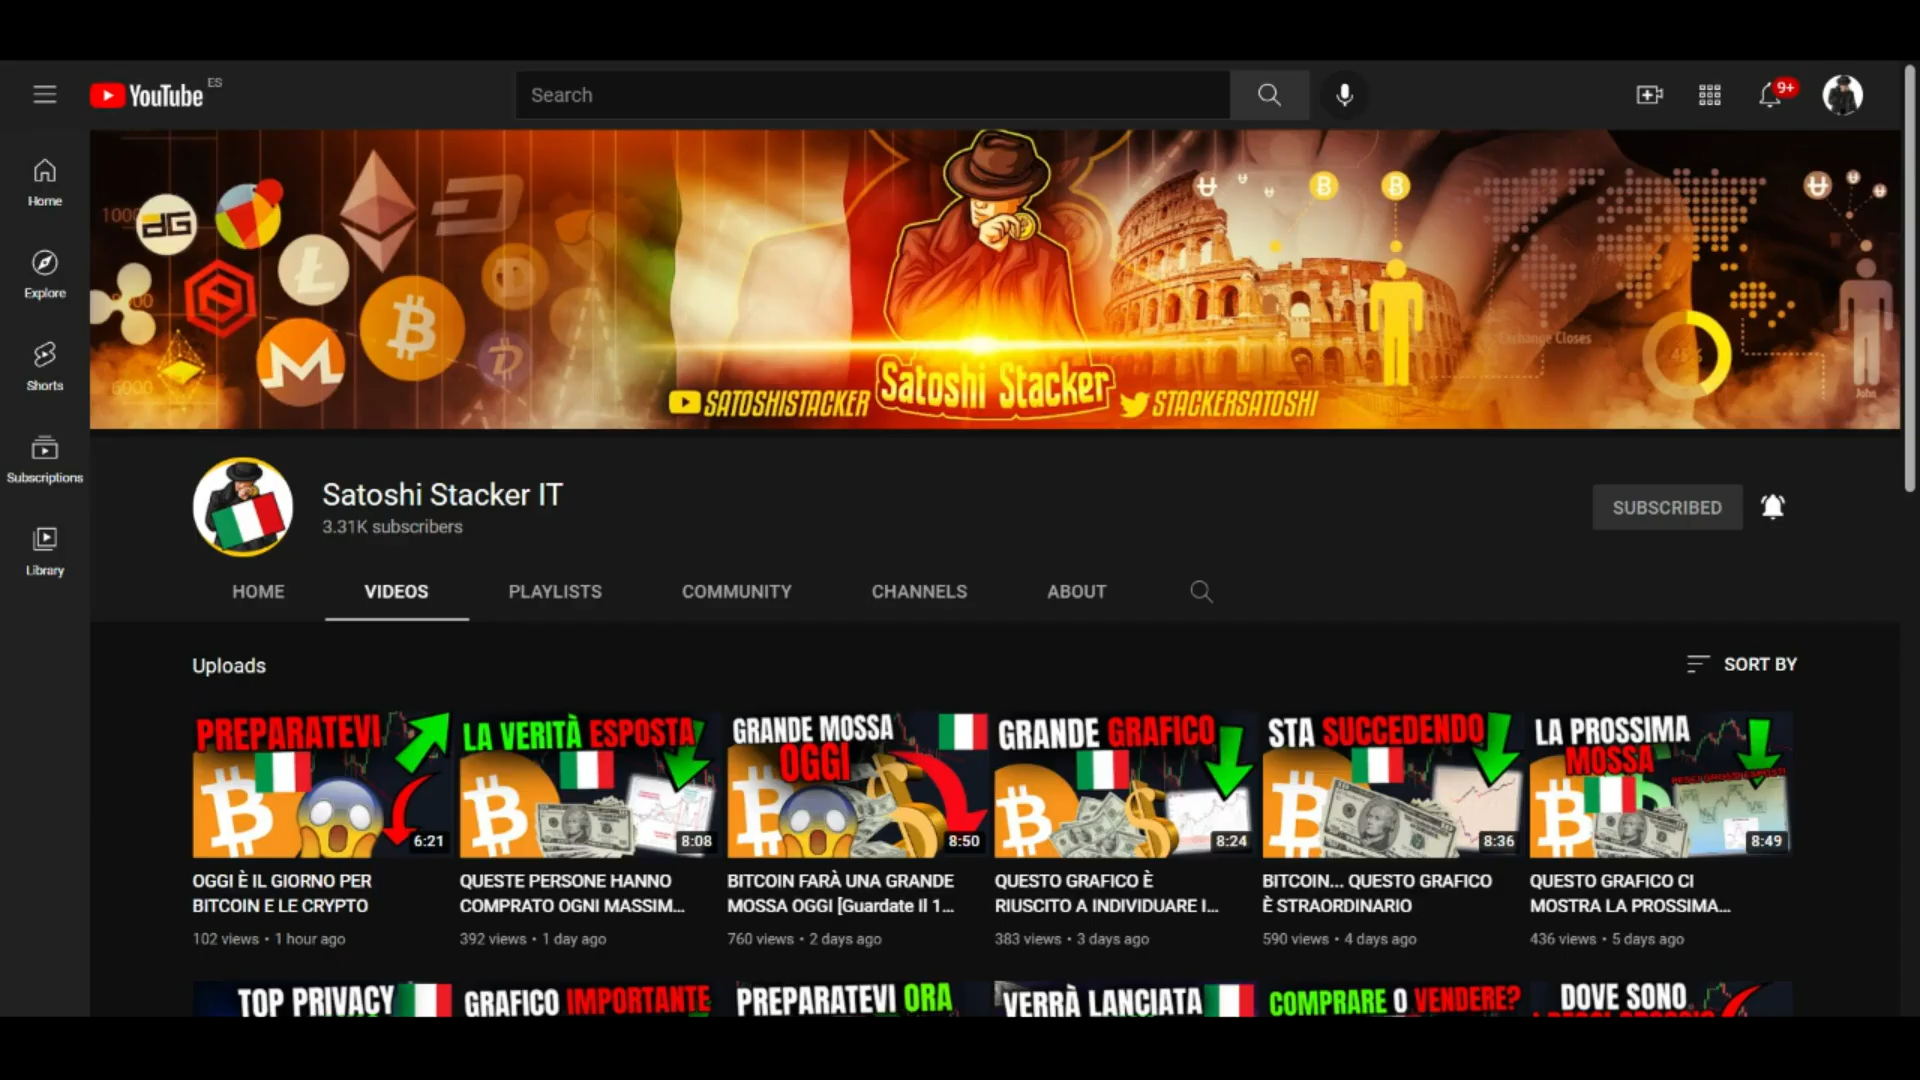 YouTube ES
Search
9+
Home
Explore
Shorts
Subscriptions
Library
SATOSHISTACKER
Satoshi Stacker
STACKERSATOSHI
Exchange Closes
45%
John
Satoshi Stacker IT
3.31K subscribers
SUBSCRIBED
HOME
VIDEOS
PLAYLISTS
COMMUNITY
CHANNELS
ABOUT
Uploads
SORT BY
PREPARATEVI
6:21
OGGI È IL GIORNO PER
BITCOIN E LE CRYPTO
102 views • 1 hour ago
LA VERITÀ ESPOSTA
8:08
QUESTE PERSONE HANNO
COMPRATO OGNI MASSIM...
392 views • 1 day ago
GRANDE MOSSA
OGGI
8:50
BITCOIN FARÀ UNA GRANDE
MOSSA OGGI [Guardate Il 1...
760 views • 2 days ago
GRANDE GRAFICO
8:24
QUESTO GRAFICO È
RIUSCITO A INDIVIDUARE I...
383 views • 3 days ago
STA SUCCEDENDO
8:36
BITCOIN... QUESTO GRAFICO
È STRAORDINARIO
590 views • 4 days ago
LA PROSSIMA
MOSSA
8:49
QUESTO GRAFICO CI
MOSTRA LA PROSSIMA...
436 views • 5 days ago
TOP PRIVACY
GRAFICO IMPORTANTE
PREPARATEVI ORA
VERRÀ LANCIATA
COMPRARE O VENDERE?
DOVE SONO